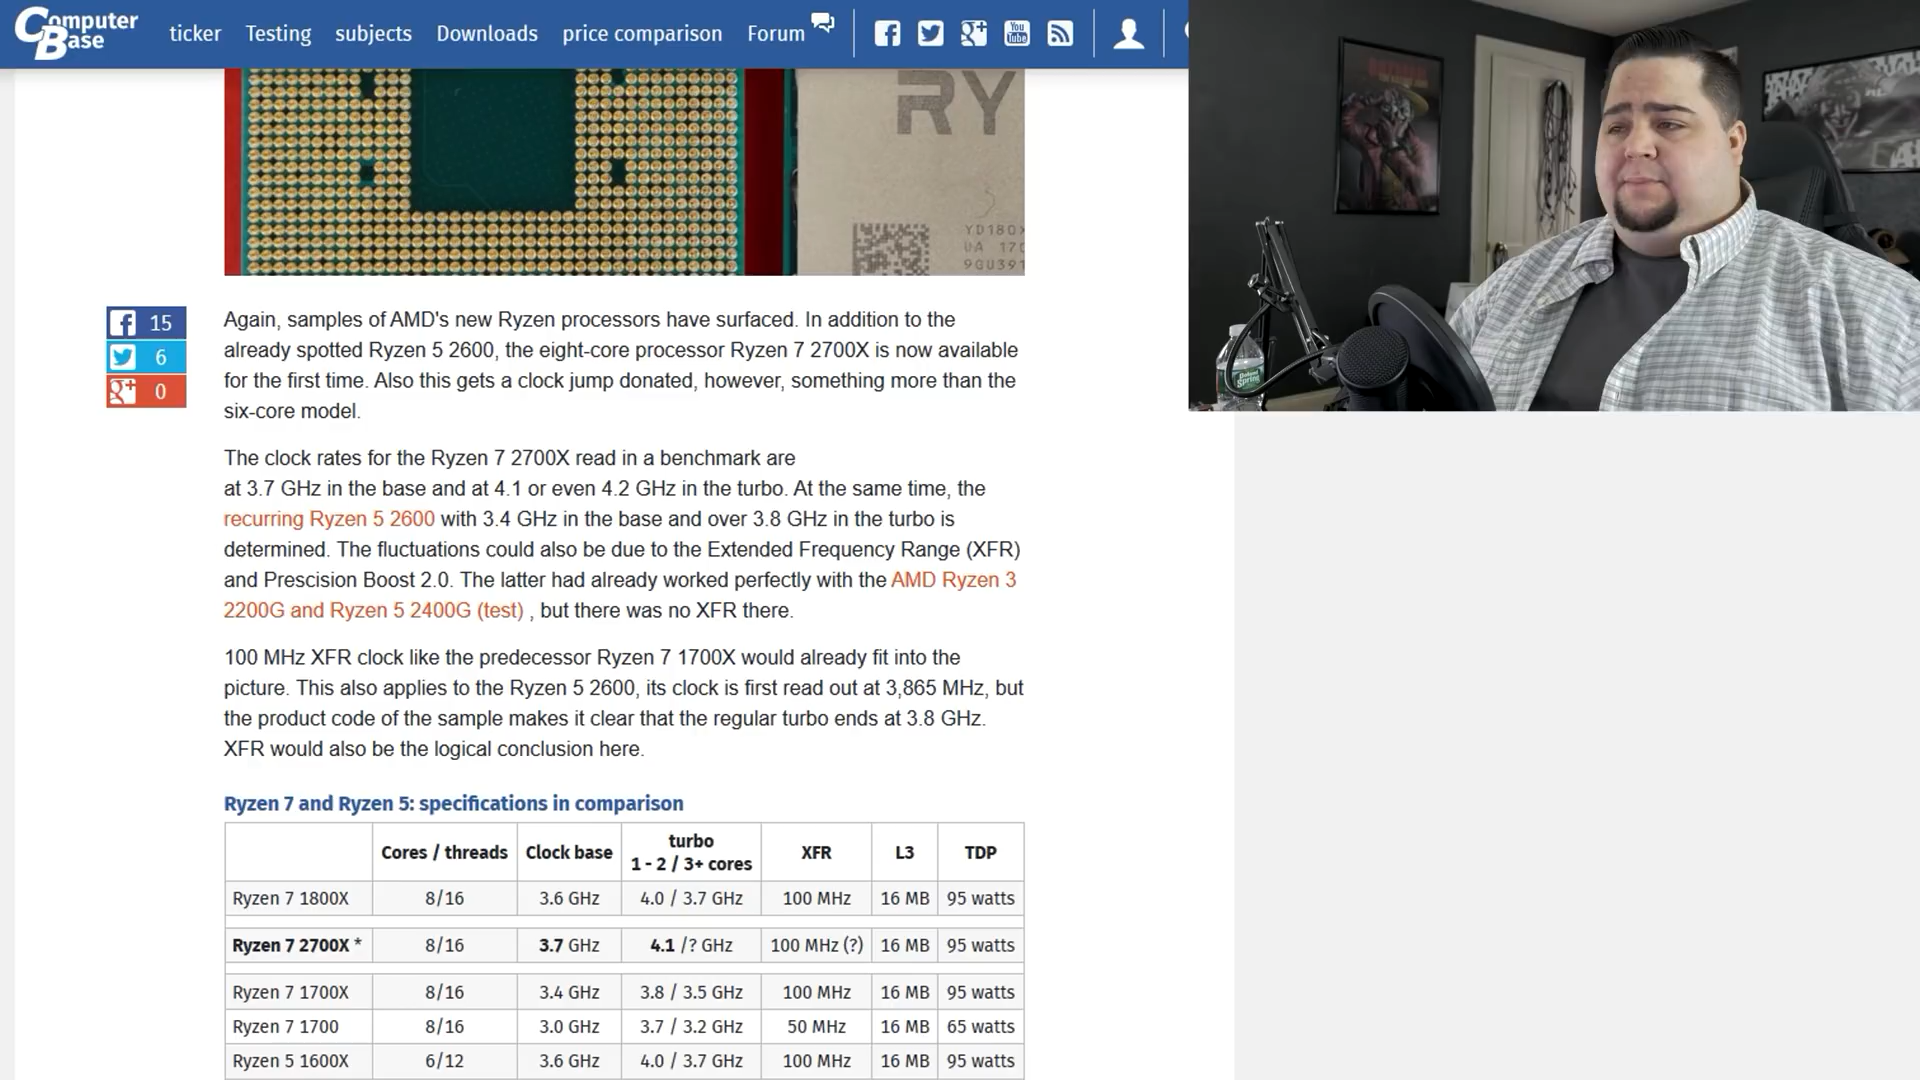 Computer Base
ticker Testing subjects Downloads price comparison Forum
You Tube
RY
YD180
UA 170
9GU391
15
6
0
Again, samples of AMD's new Ryzen processors have surfaced. In addition to the
already spotted Ryzen 5 2600, the eight-core processor Ryzen 7 2700X is now available
for the first time. Also this gets a clock jump donated, however, something more than the
six-core model.
The clock rates for the Ryzen 7 2700X read in a benchmark are
at 3.7 GHz in the base and at 4.1 or even 4.2 GHz in the turbo. At the same time, the
recurring Ryzen 5 2600 with 3.4 GHz in the base and over 3.8 GHz in the turbo is
determined. The fluctuations could also be due to the Extended Frequency Range (XFR)
and Prescision Boost 2.0. The latter had already worked perfectly with the AMD Ryzen 3
2200G and Ryzen 5 2400G (test) , but there was no XFR there.
100 MHz XFR clock like the predecessor Ryzen 7 1700X would already fit into the
picture. This also applies to the Ryzen 5 2600, its clock is first read out at 3,865 MHz, but
the product code of the sample makes it clear that the regular turbo ends at 3.8 GHz.
XFR would also be the logical conclusion here.
Ryzen 7 and Ryzen 5: specifications in comparison
Cores / threads Clock base turbo 1 - 2 / 3+ cores XFR L3 TDP
Ryzen 7 1800X 8/16 3.6 GHz 4.0 / 3.7 GHz 100 MHz 16 MB 95 watts
Ryzen 7 2700X * 8/16 3.7 GHz 4.1 /? GHz 100 MHz (?) 16 MB 95 watts
Ryzen 7 1700X 8/16 3.4 GHz 3.8 / 3.5 GHz 100 MHz 16 MB 95 watts
Ryzen 7 1700 8/16 3.0 GHz 3.7 / 3.2 GHz 50 MHz 16 MB 65 watts
Ryzen 5 1600X 6/12 3.6 GHz 4.0 / 3.7 GHz 100 MHz 16 MB 95 watts
Poland Spring